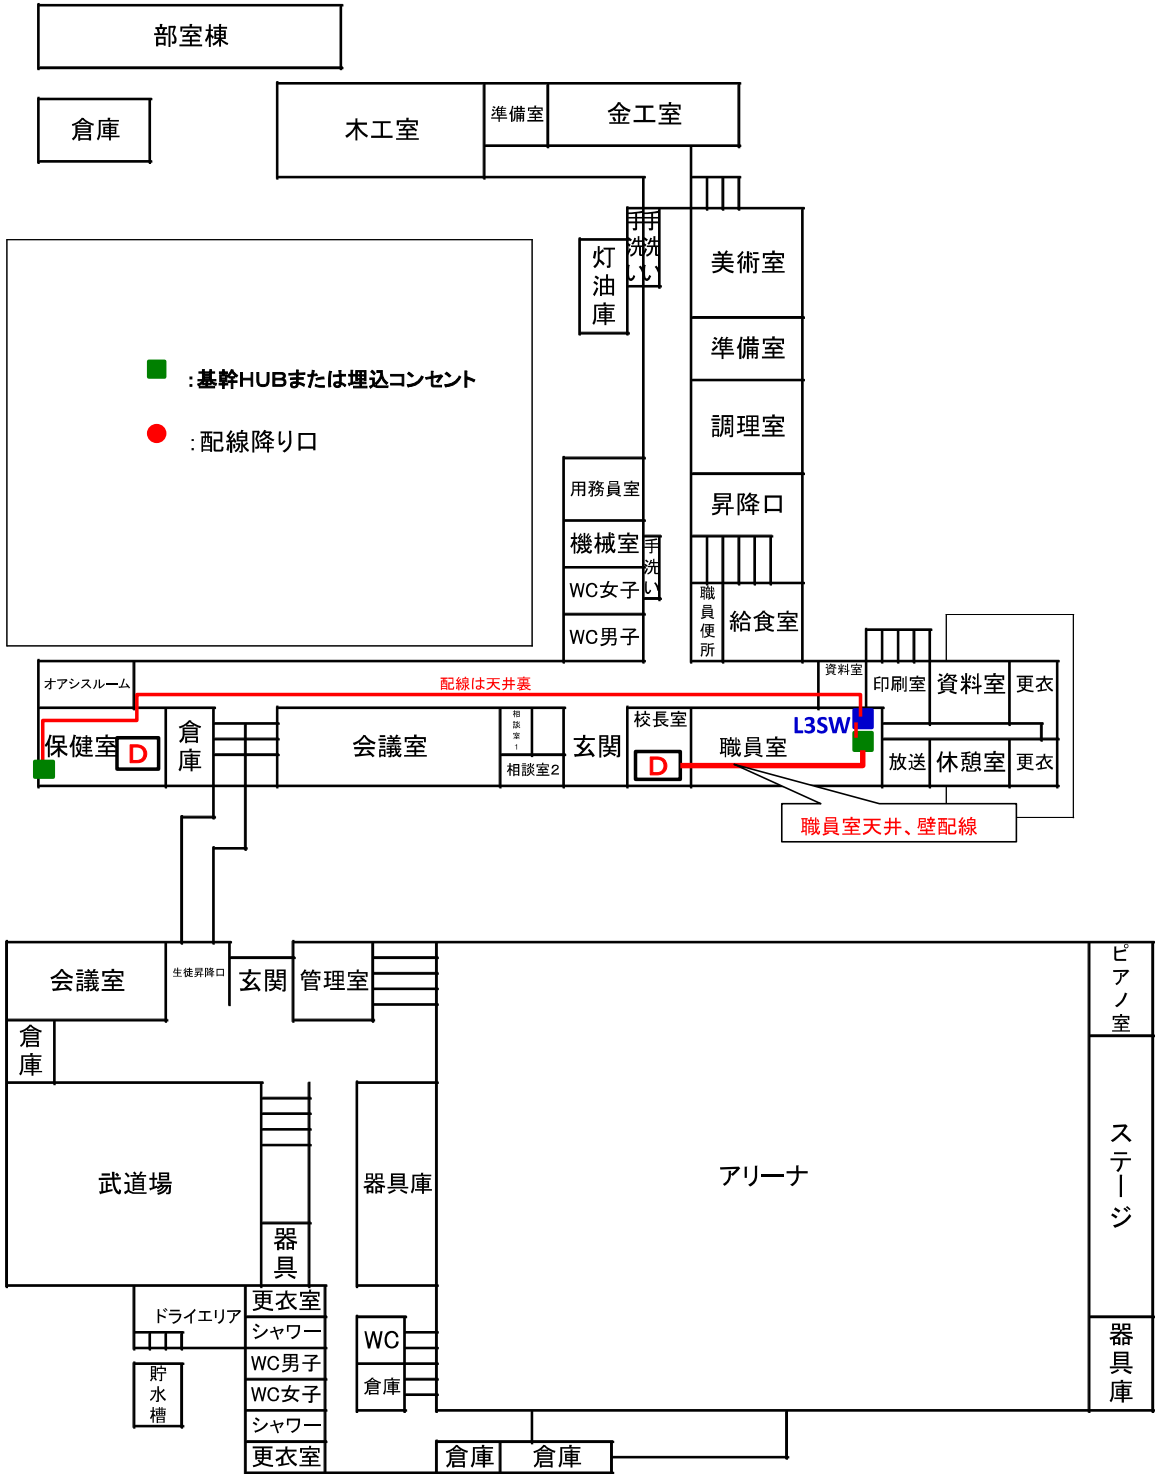 部室棟
倉庫
木工室
準備室
金工室
手洗い
手洗い
灯油庫
美術室
準備室
:基幹HUBまたは埋込コンセント
調理室
:配線降り口
用務員室
昇降口
機械室
手洗い
WC女子
職員便所
給食室
WC男子
オアシスルーム
配線は天井裏
資料室
印刷室
資料室
更衣
保健室
D
倉庫
会議室
相談室1
相談室2
玄関
校長室
D
職員室
L3SW
放送
休憩室
更衣
職員室天井、壁配線
会議室
生徒昇降口
玄関
管理室
ピアノ室
倉庫
武道場
器具庫
アリーナ
ステージ
器具
更衣室
ドライエリア
シャワー
WC
WC男子
倉庫
器具庫
貯水槽
WC女子
シャワー
更衣室
倉庫
倉庫